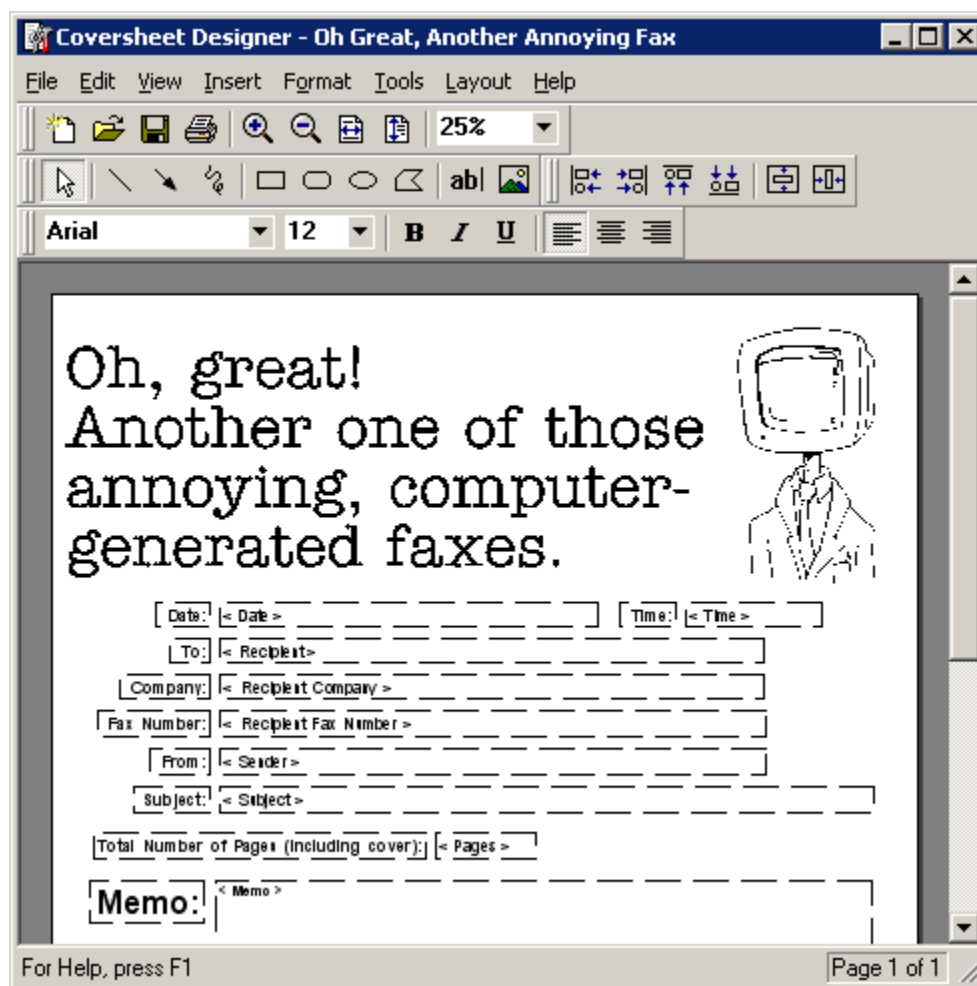 Coversheet Designer - Oh Great, Another Annoying Fax
File Edit View Insert Format Tools Layout Help
25%
ab|
Arial 12 B I U
Oh, great!
Another one of those
annoying, computer-
generated faxes.
Date: < Date > Time: < Time >
To: < Recipient>
Company: < Recipient Company >
Fax Number: < Recipient Fax Number >
From: < Sender >
Subject: < Subject >
Total Number of Pages (including cover): < Pages >
Memo: < Memo >
For Help, press F1 Page 1 of 1